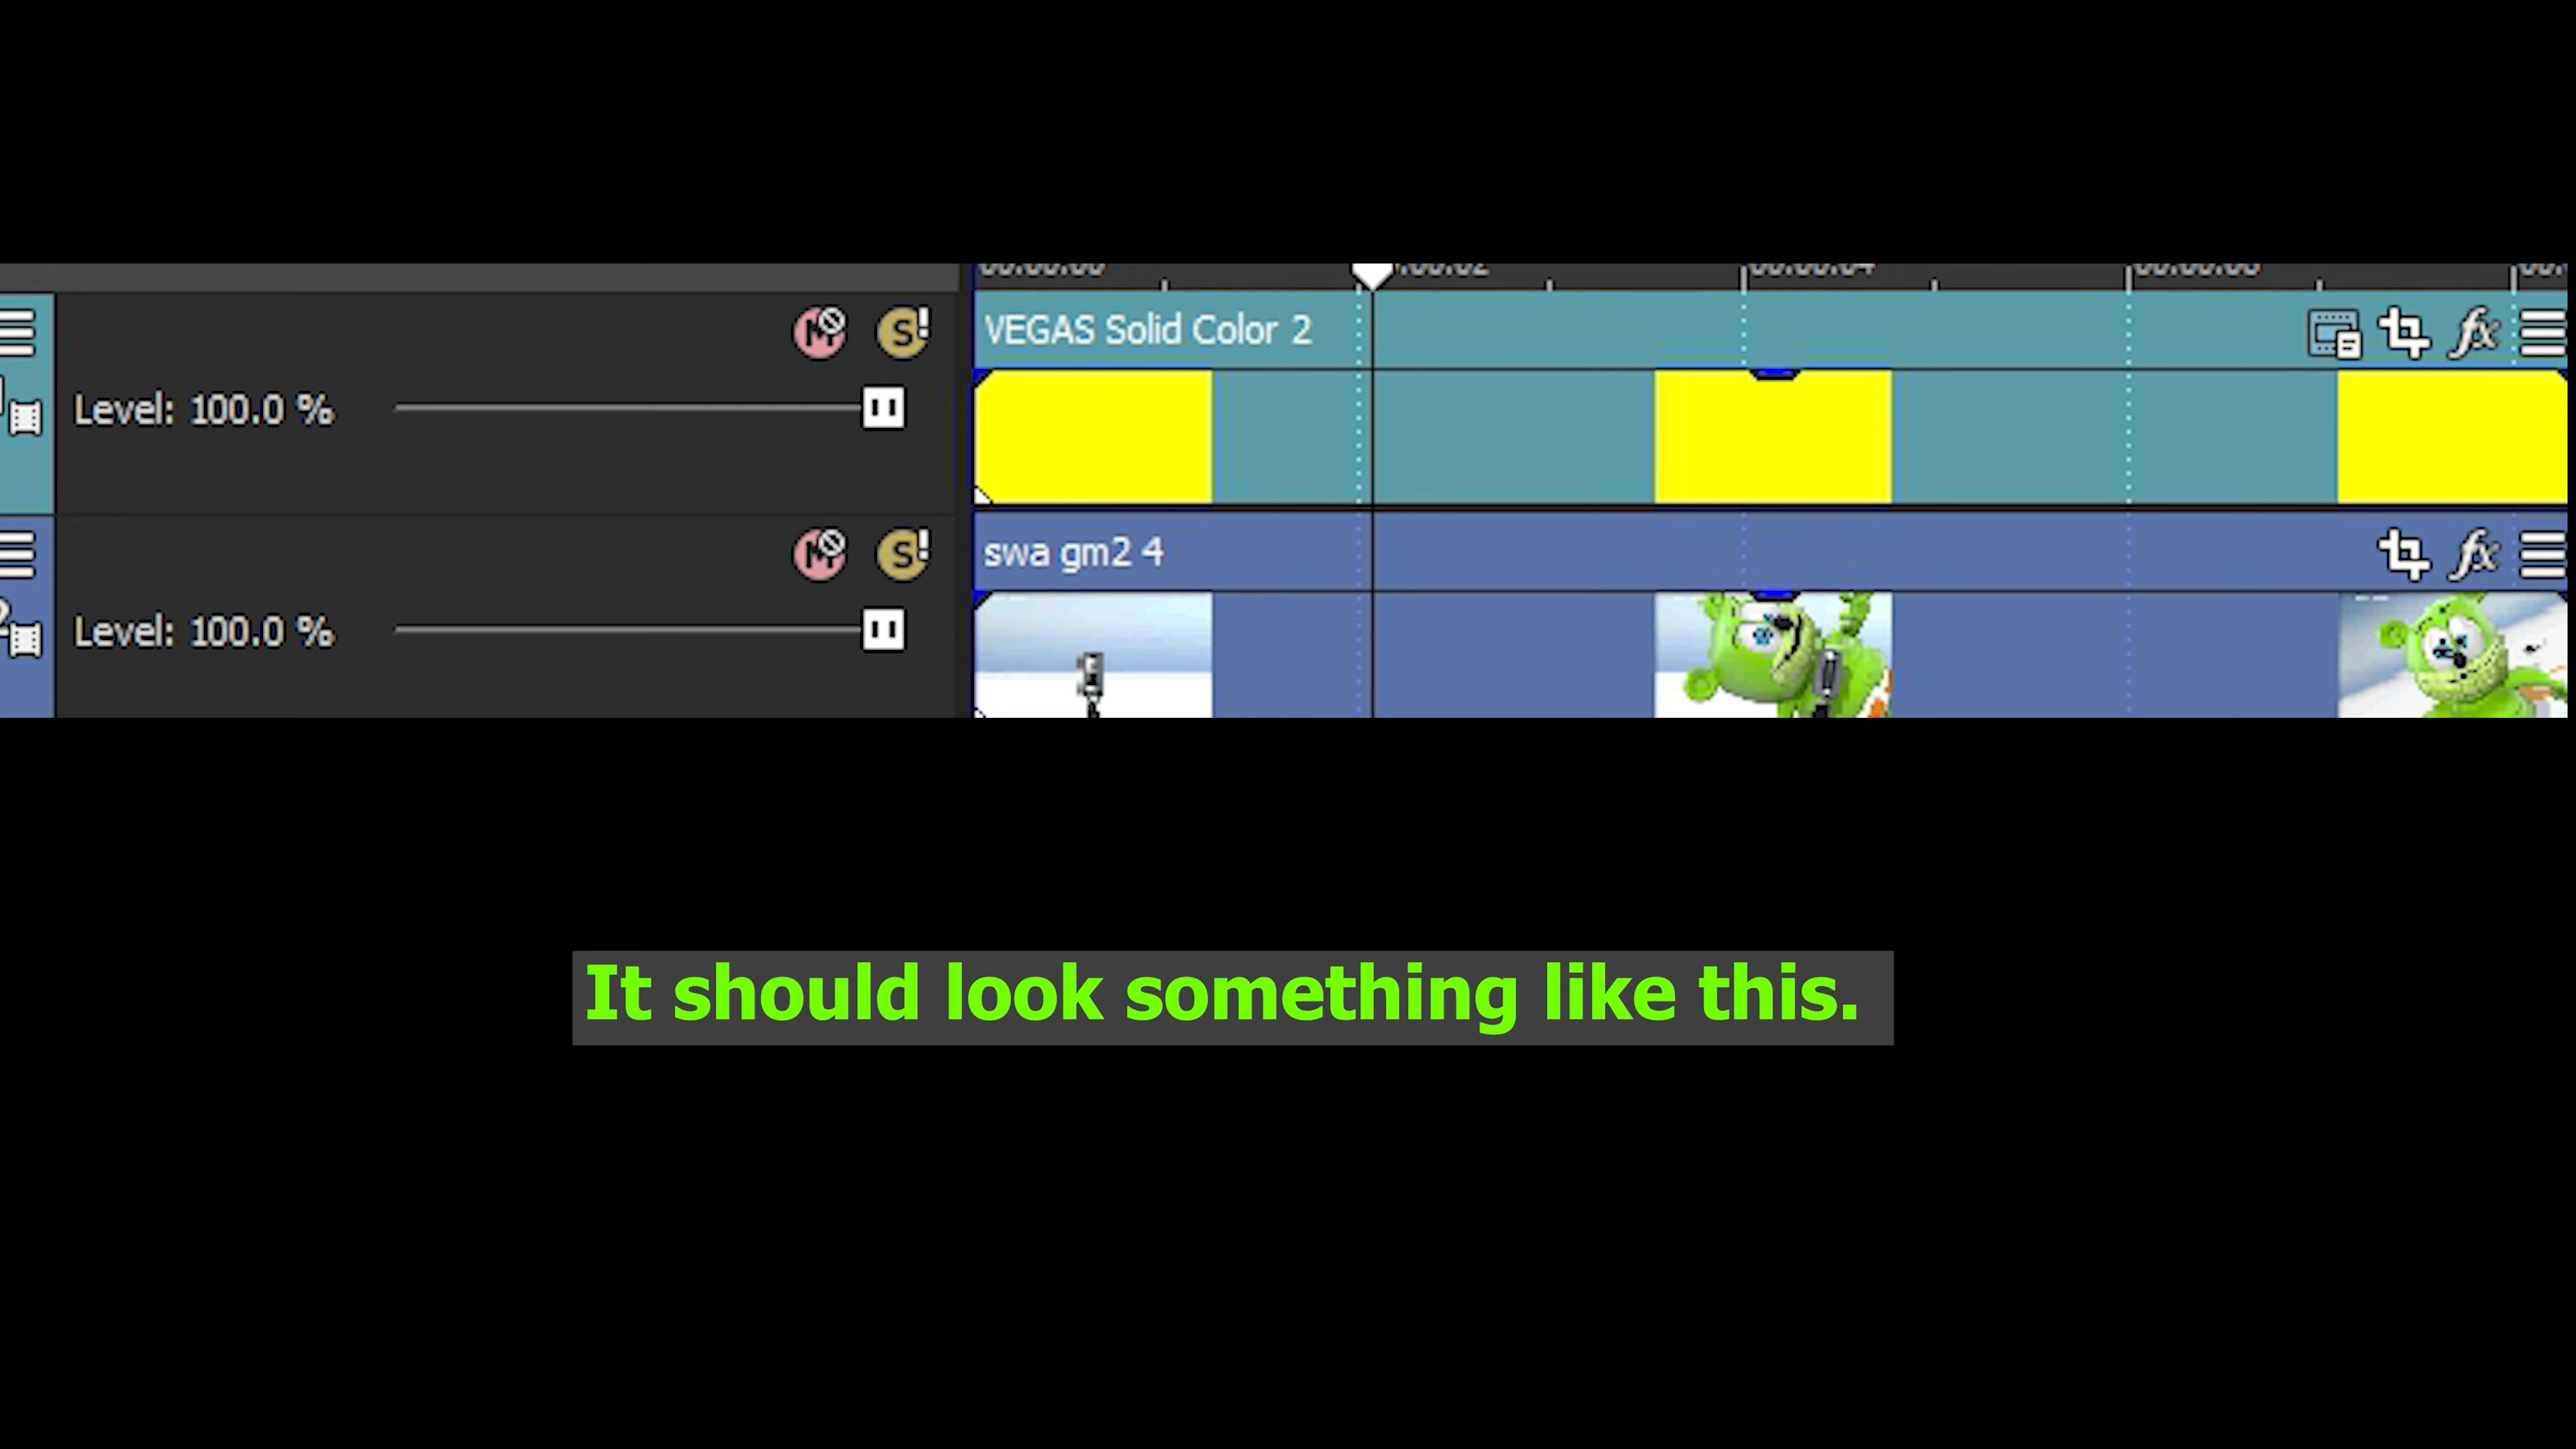 VEGAS Solid Color 2
Level: 100.0 %
swa gm2 4
Level: 100.0 %
It should look something like this.